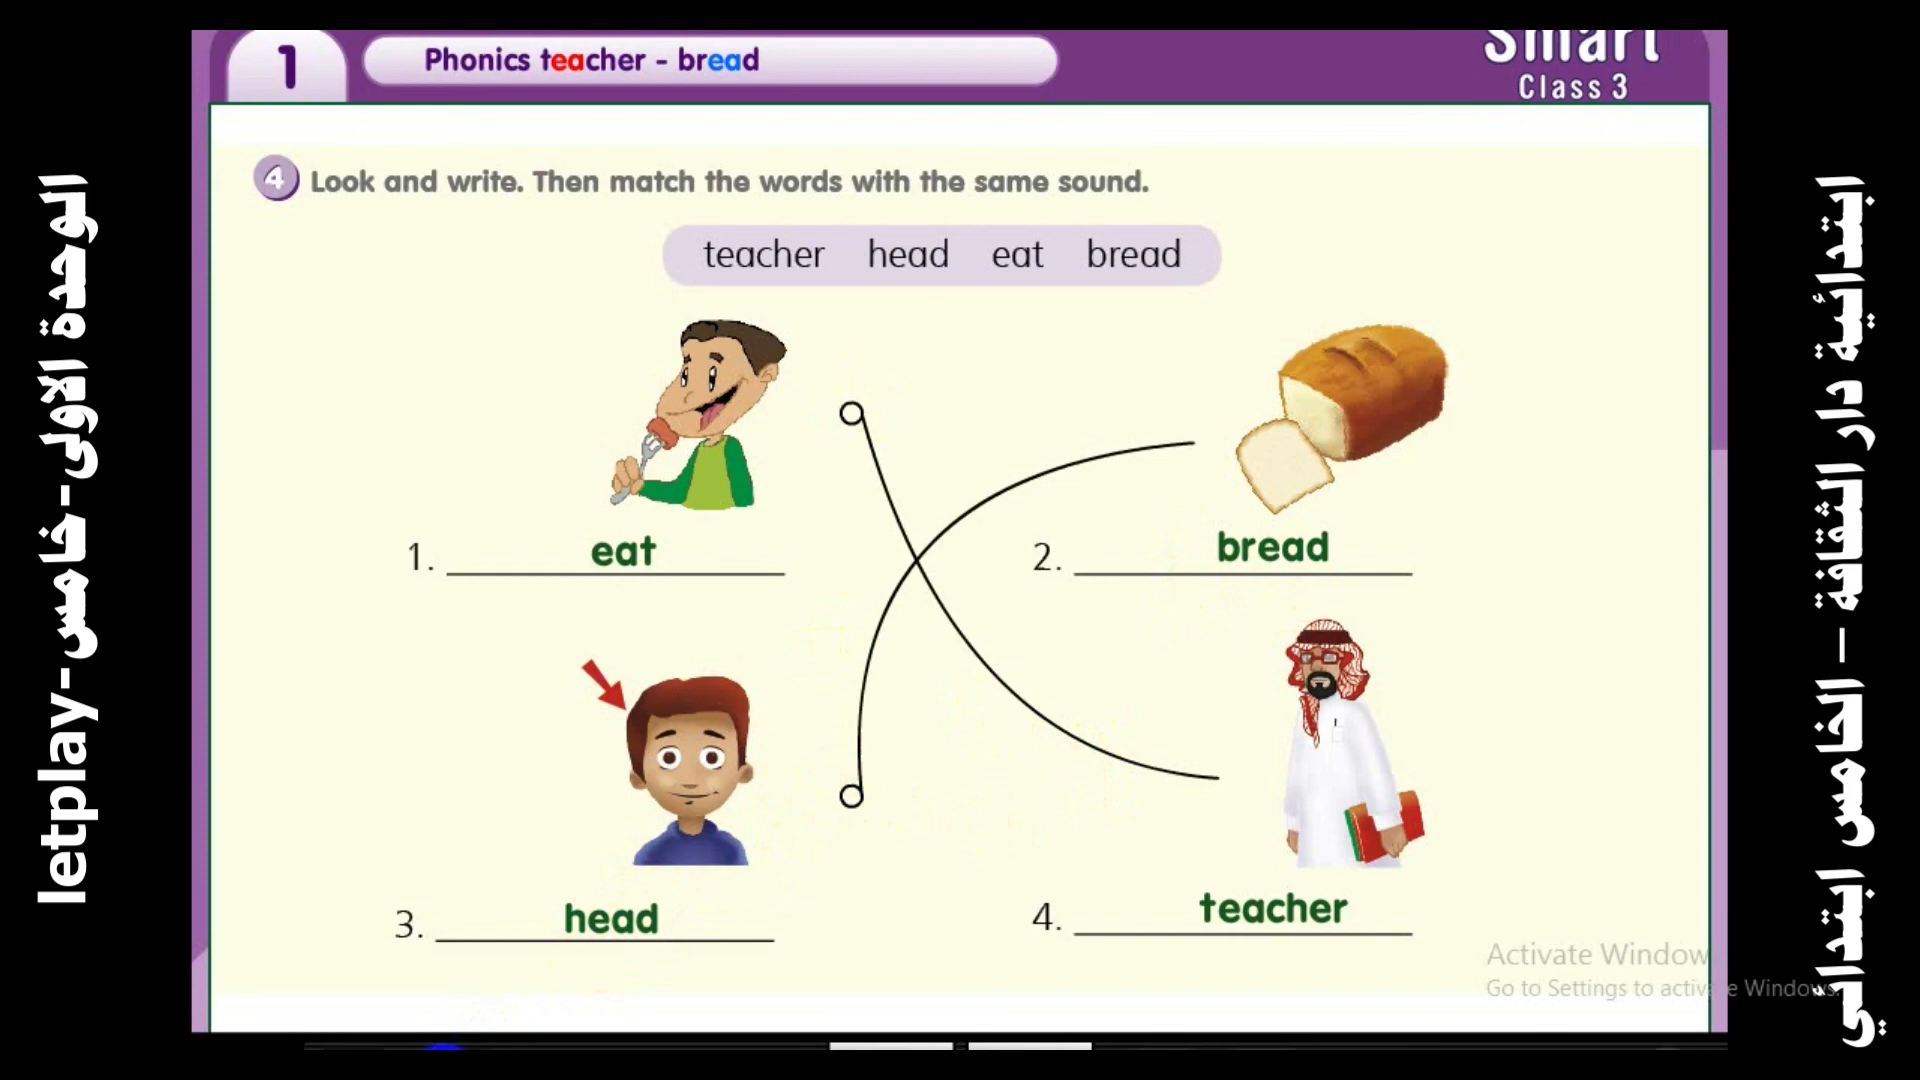 1
Phonics teacher - bread
Smart
Class 3
4 Look and write. Then match the words with the same sound.
teacher head eat bread
1. eat
2. bread
3. head
4. teacher
Activate Window
Go to Settings to activate Windows.
الوحدة الاولى-خامس-letplay
ابتدائية دار الثقافة – الخامس ابتدائي